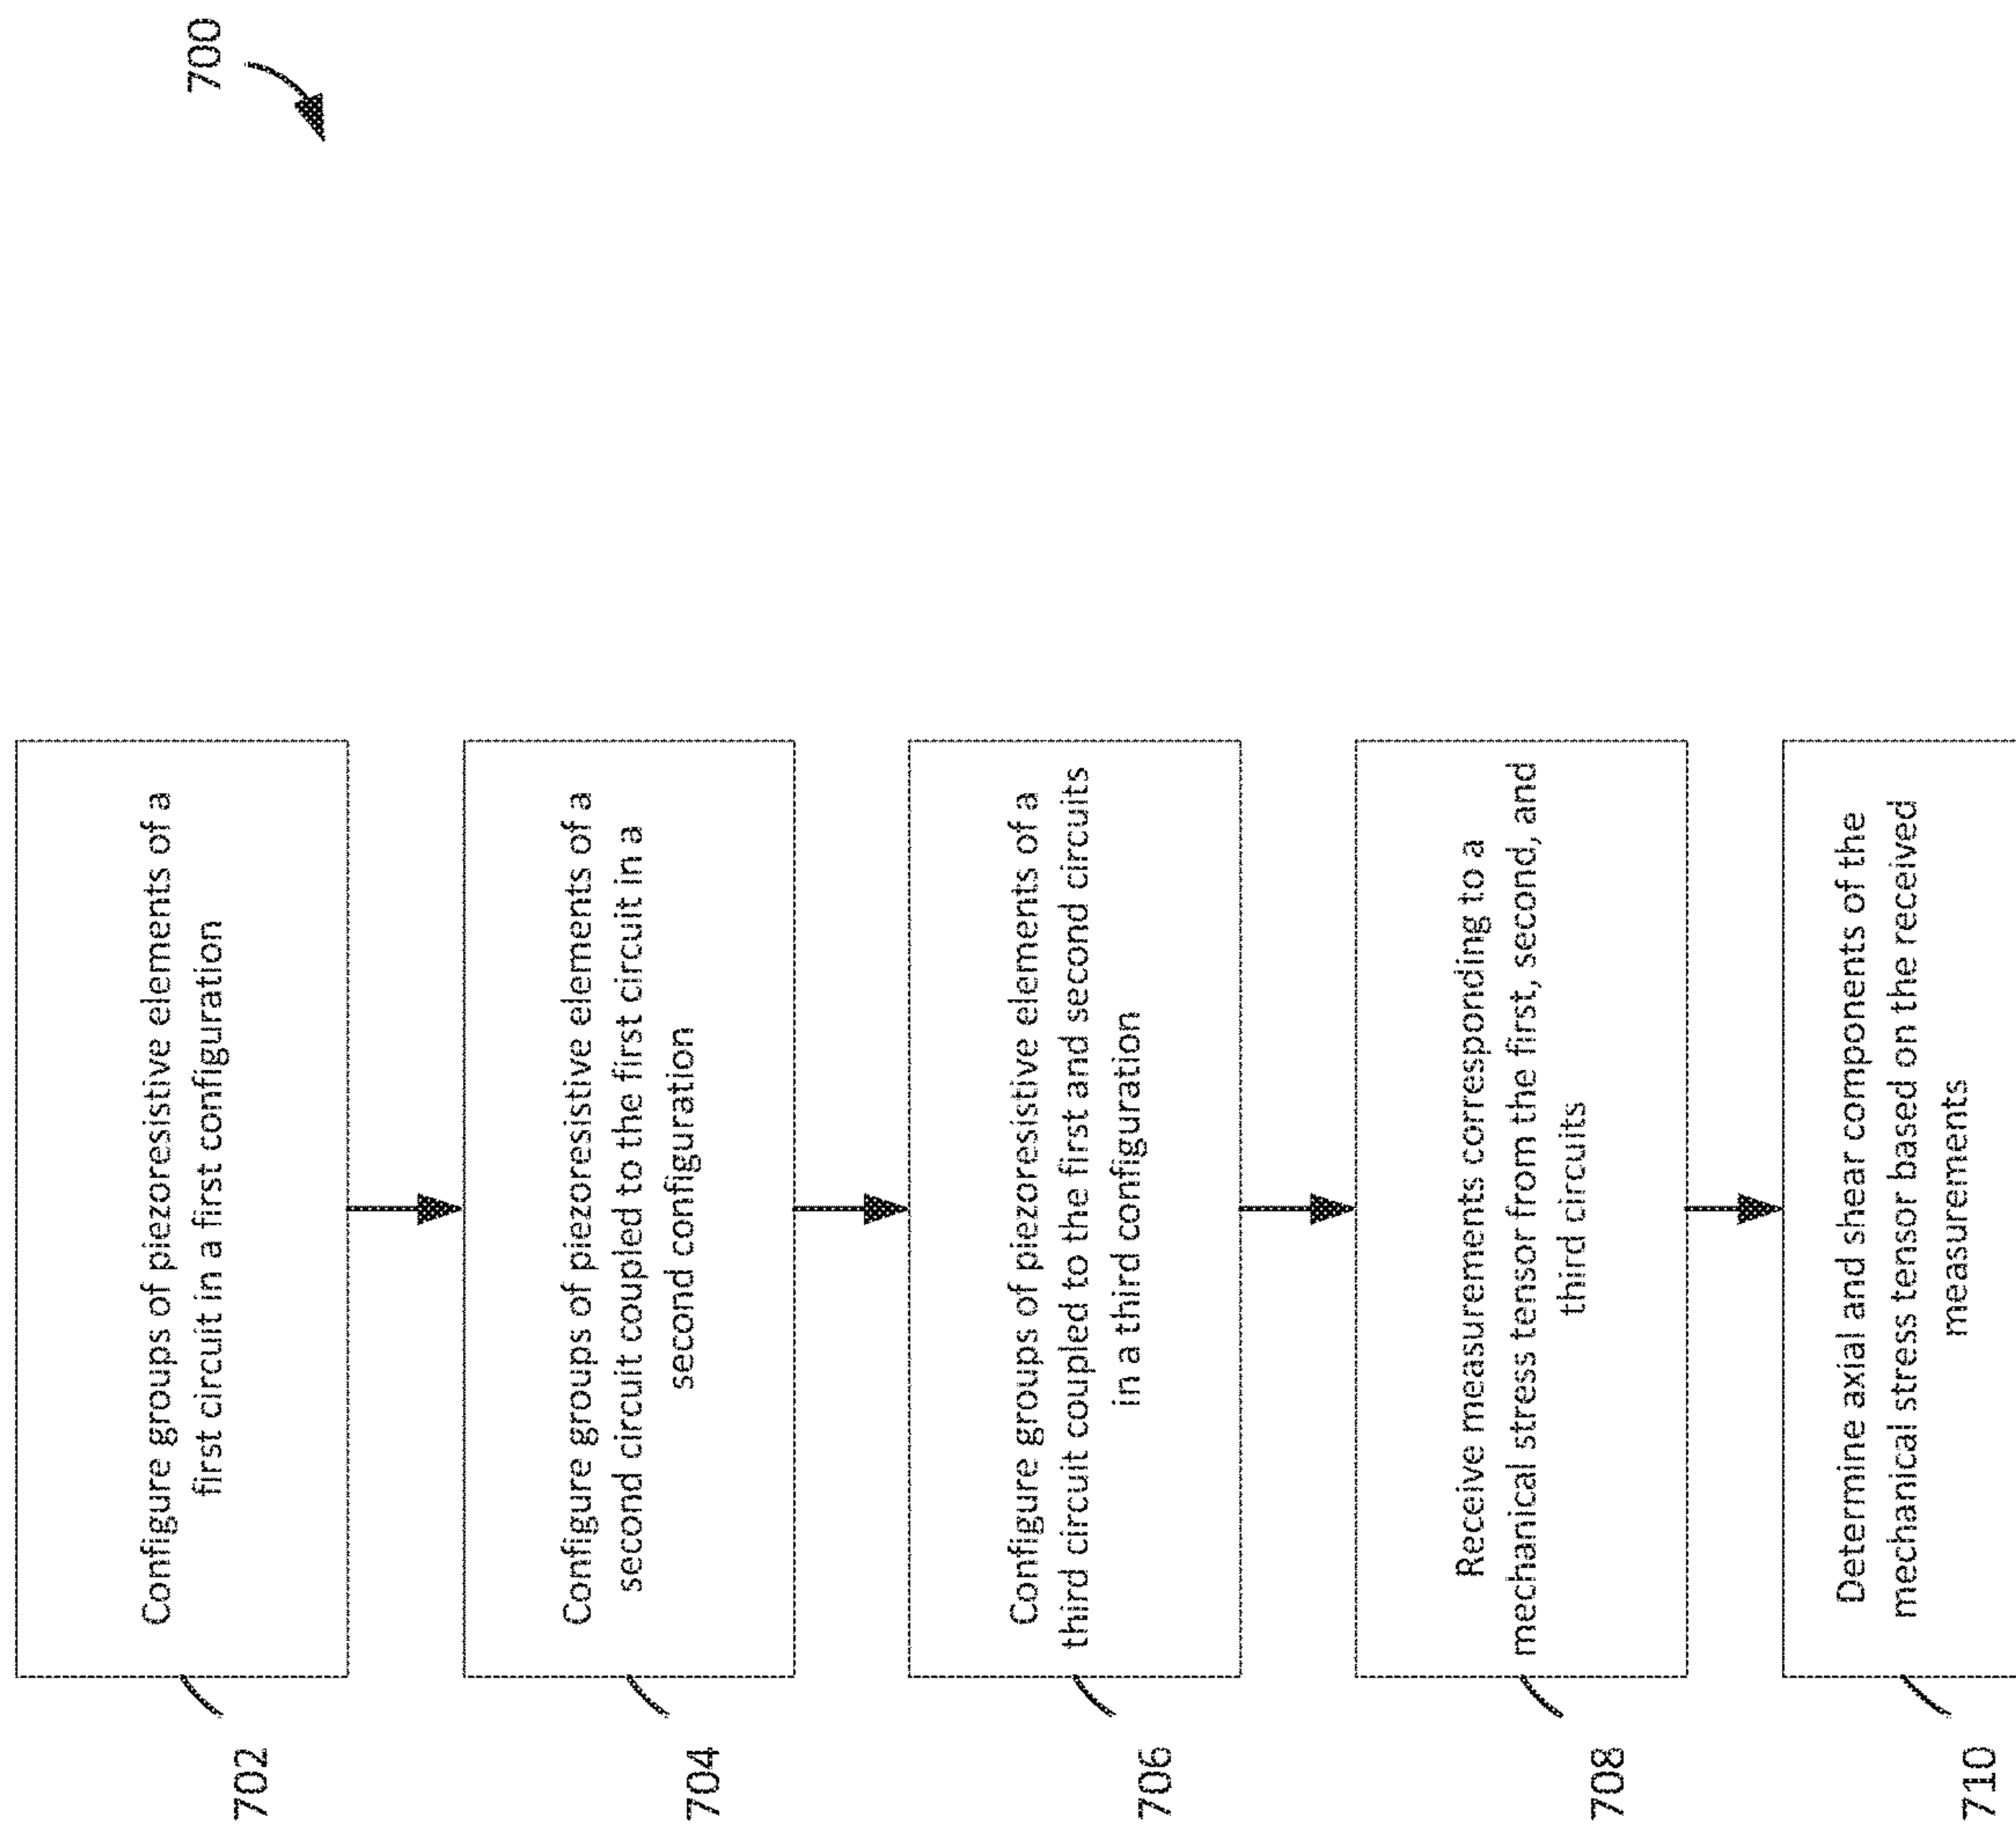 700
702
Configure groups of piezoresistive elements of a
first circuit in a first configuration
704
Configure groups of piezoresistive elements of a
second circuit coupled to the first circuit in a
second configuration
706
Configure groups of piezoresistive elements of a
third circuit coupled to the first and second circuits
in a third configuration
708
Receive measurements corresponding to a
mechanical stress tensor from the first, second, and
third circuits
710
Determine axial and shear components of the
mechanical stress tensor based on the received
measurements